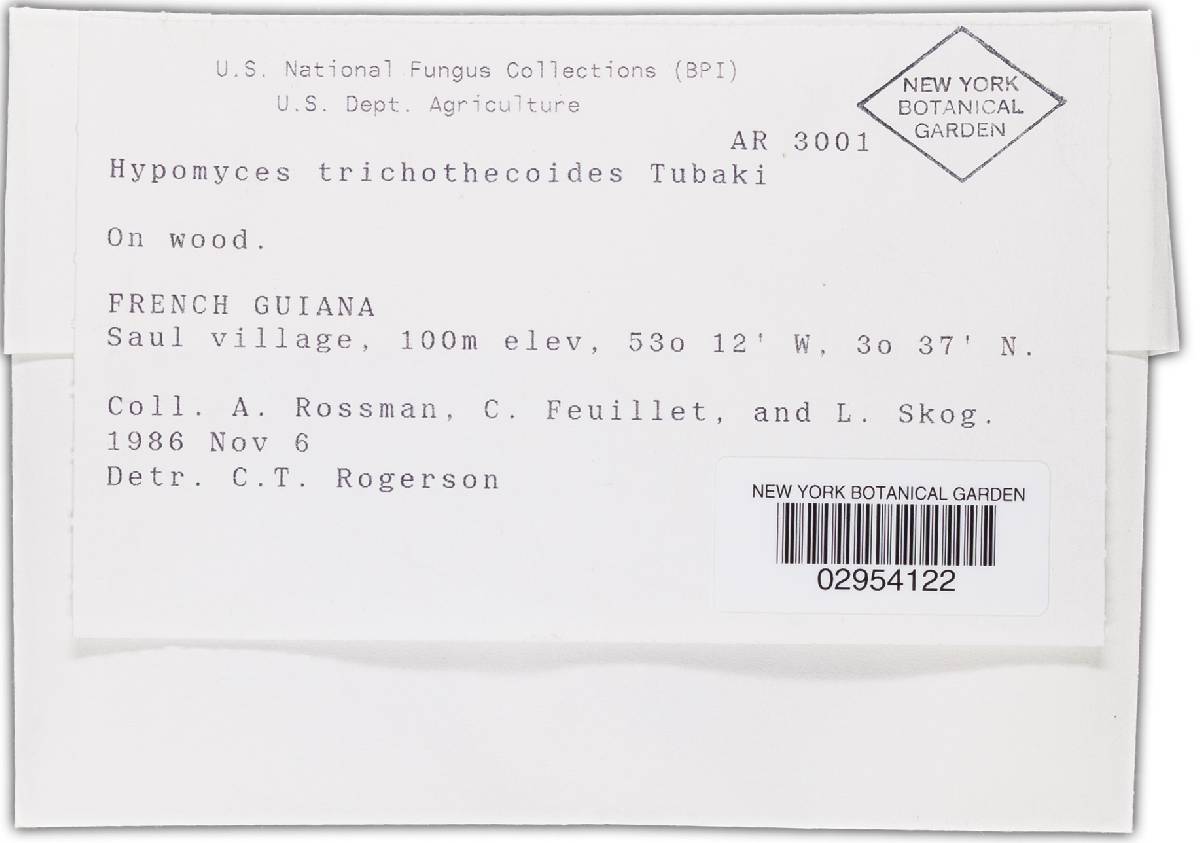 U.S. National Fungus Collections (BPI)
U.S. Dept. Agriculture
NEW YORK
BOTANICAL
GARDEN
AR 3001
Hypomyces trichothecoides Tubaki
On wood.
FRENCH GUIANA
Saul village, 100m elev, 53o 12' W, 3o 37' N.
Coll. A. Rossman, C. Feuillet, and L. Skog.
1986 Nov 6
Detr. C.T. Rogerson
NEW YORK BOTANICAL GARDEN
02954122